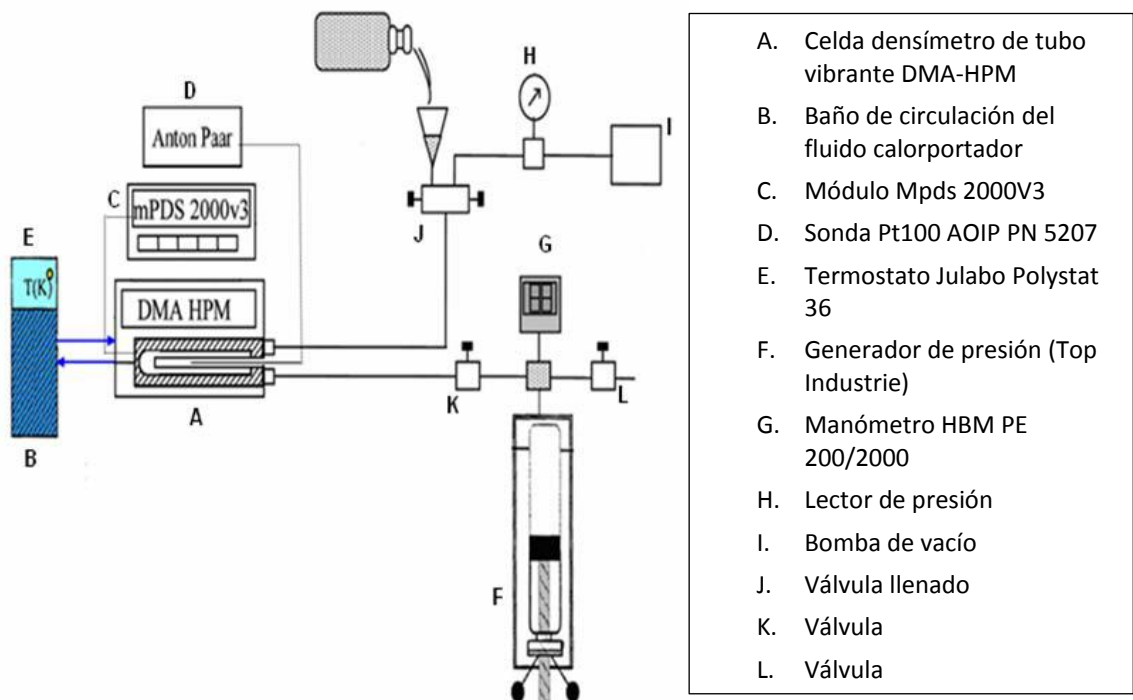 H
D
I
Anton Paar
C
mPDS 2000v3
J
E
G
T(K)
DMA HPM
K
L
A
B
F
A. Celda densímetro de tubo
vibrante DMA-HPM
B. Baño de circulación del
fluido calorportador
C. Módulo Mpds 2000V3
D. Sonda Pt100 AOIP PN 5207
E. Termostato Julabo Polystat
36
F. Generador de presión (Top
Industrie)
G. Manómetro HBM PE
200/2000
H. Lector de presión
I. Bomba de vacío
J. Válvula llenado
K. Válvula
L. Válvula